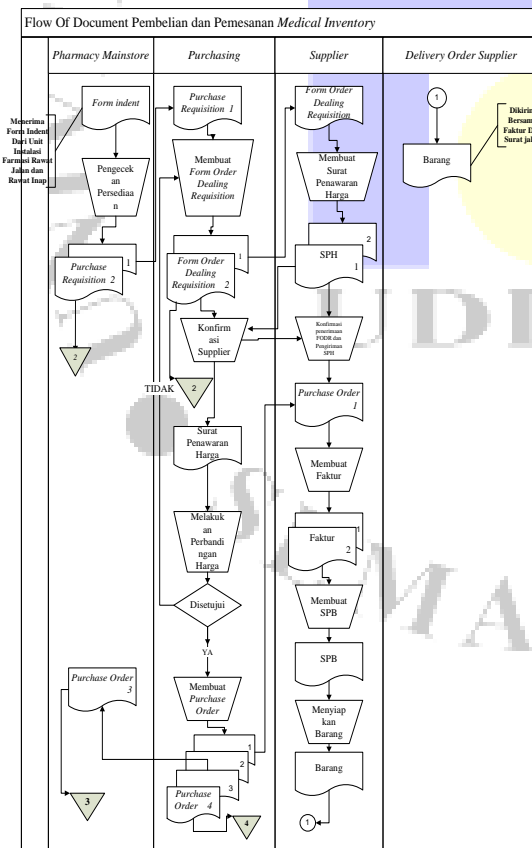 Flow Of Document Pembelian dan Pemesanan Medical Inventory
Pharmacy Mainstore
Purchasing
Supplier
Delivery Order Supplier
Menerima
Form Indent
Dari Unit
Instalasi
Farmasi Rawat
Jalan dan
Rawat Inap
Form indent
Pengecek
an
Persediaa
n
1
Purchase
Requisition 2
2
Purchase
Requisition 1
Membuat
Form Order
Dealing
Requisition
1
Form Order
Dealing
Requisition 2
Konfirm
asi
Supplier
TIDAK
2
Surat
Penawaran
Harga
Melakuk
an
Perbandi
ngan
Harga
Disetujui
YA
Membuat
Purchase
Order
1
2
3
Purchase
Order 4
4
Purchase Order
3
3
Form Order
Dealing
Requisition
Membuat
Surat
Penawaran
Harga
2
SPH
1
Konfirmasi
penerimaan
FODR dan
Pengiriman
SPH
Purchase Order
1
Membuat
Faktur
1
Faktur
2
Membuat
SPB
SPB
Menyiap
kan
Barang
Barang
1
1
Barang
Bersam
Surat jal
UDI
MA